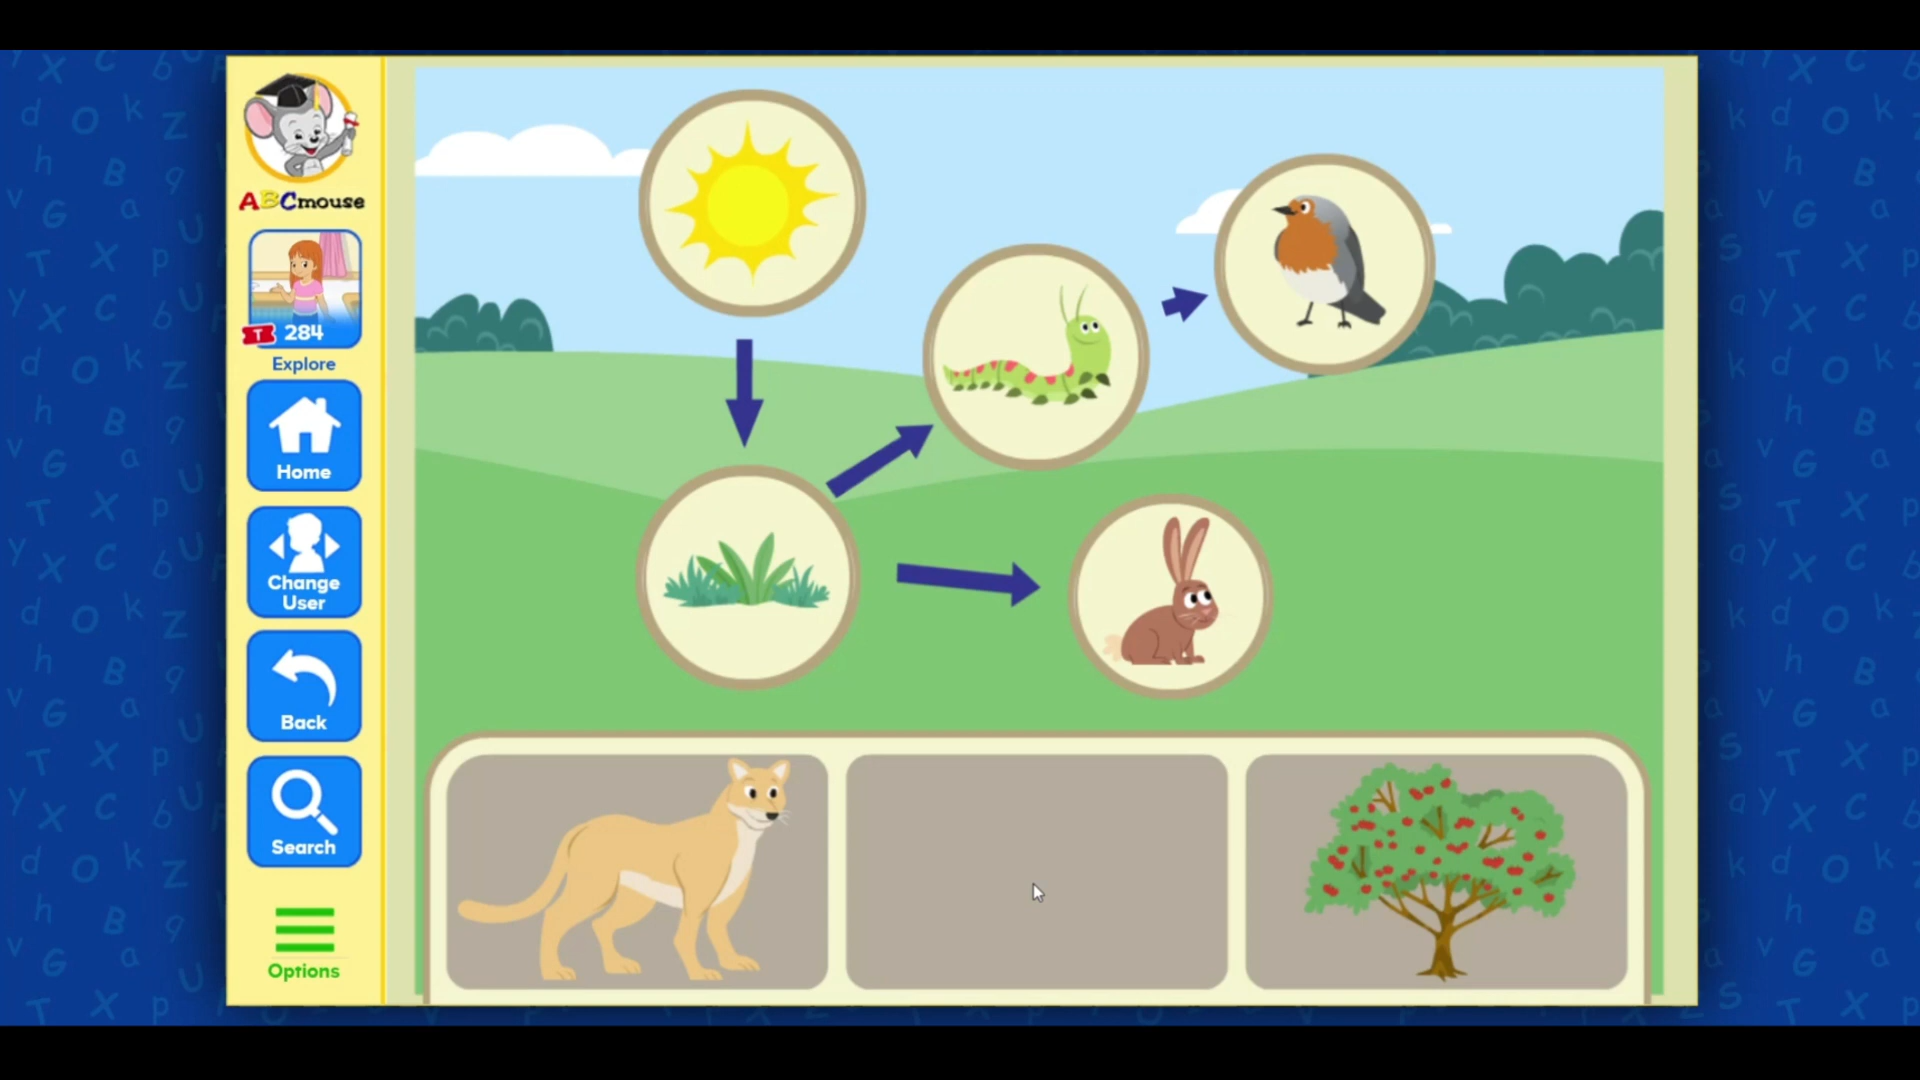 ABCmouse
T 284
Explore
Home
Change
User
Back
Search
Options